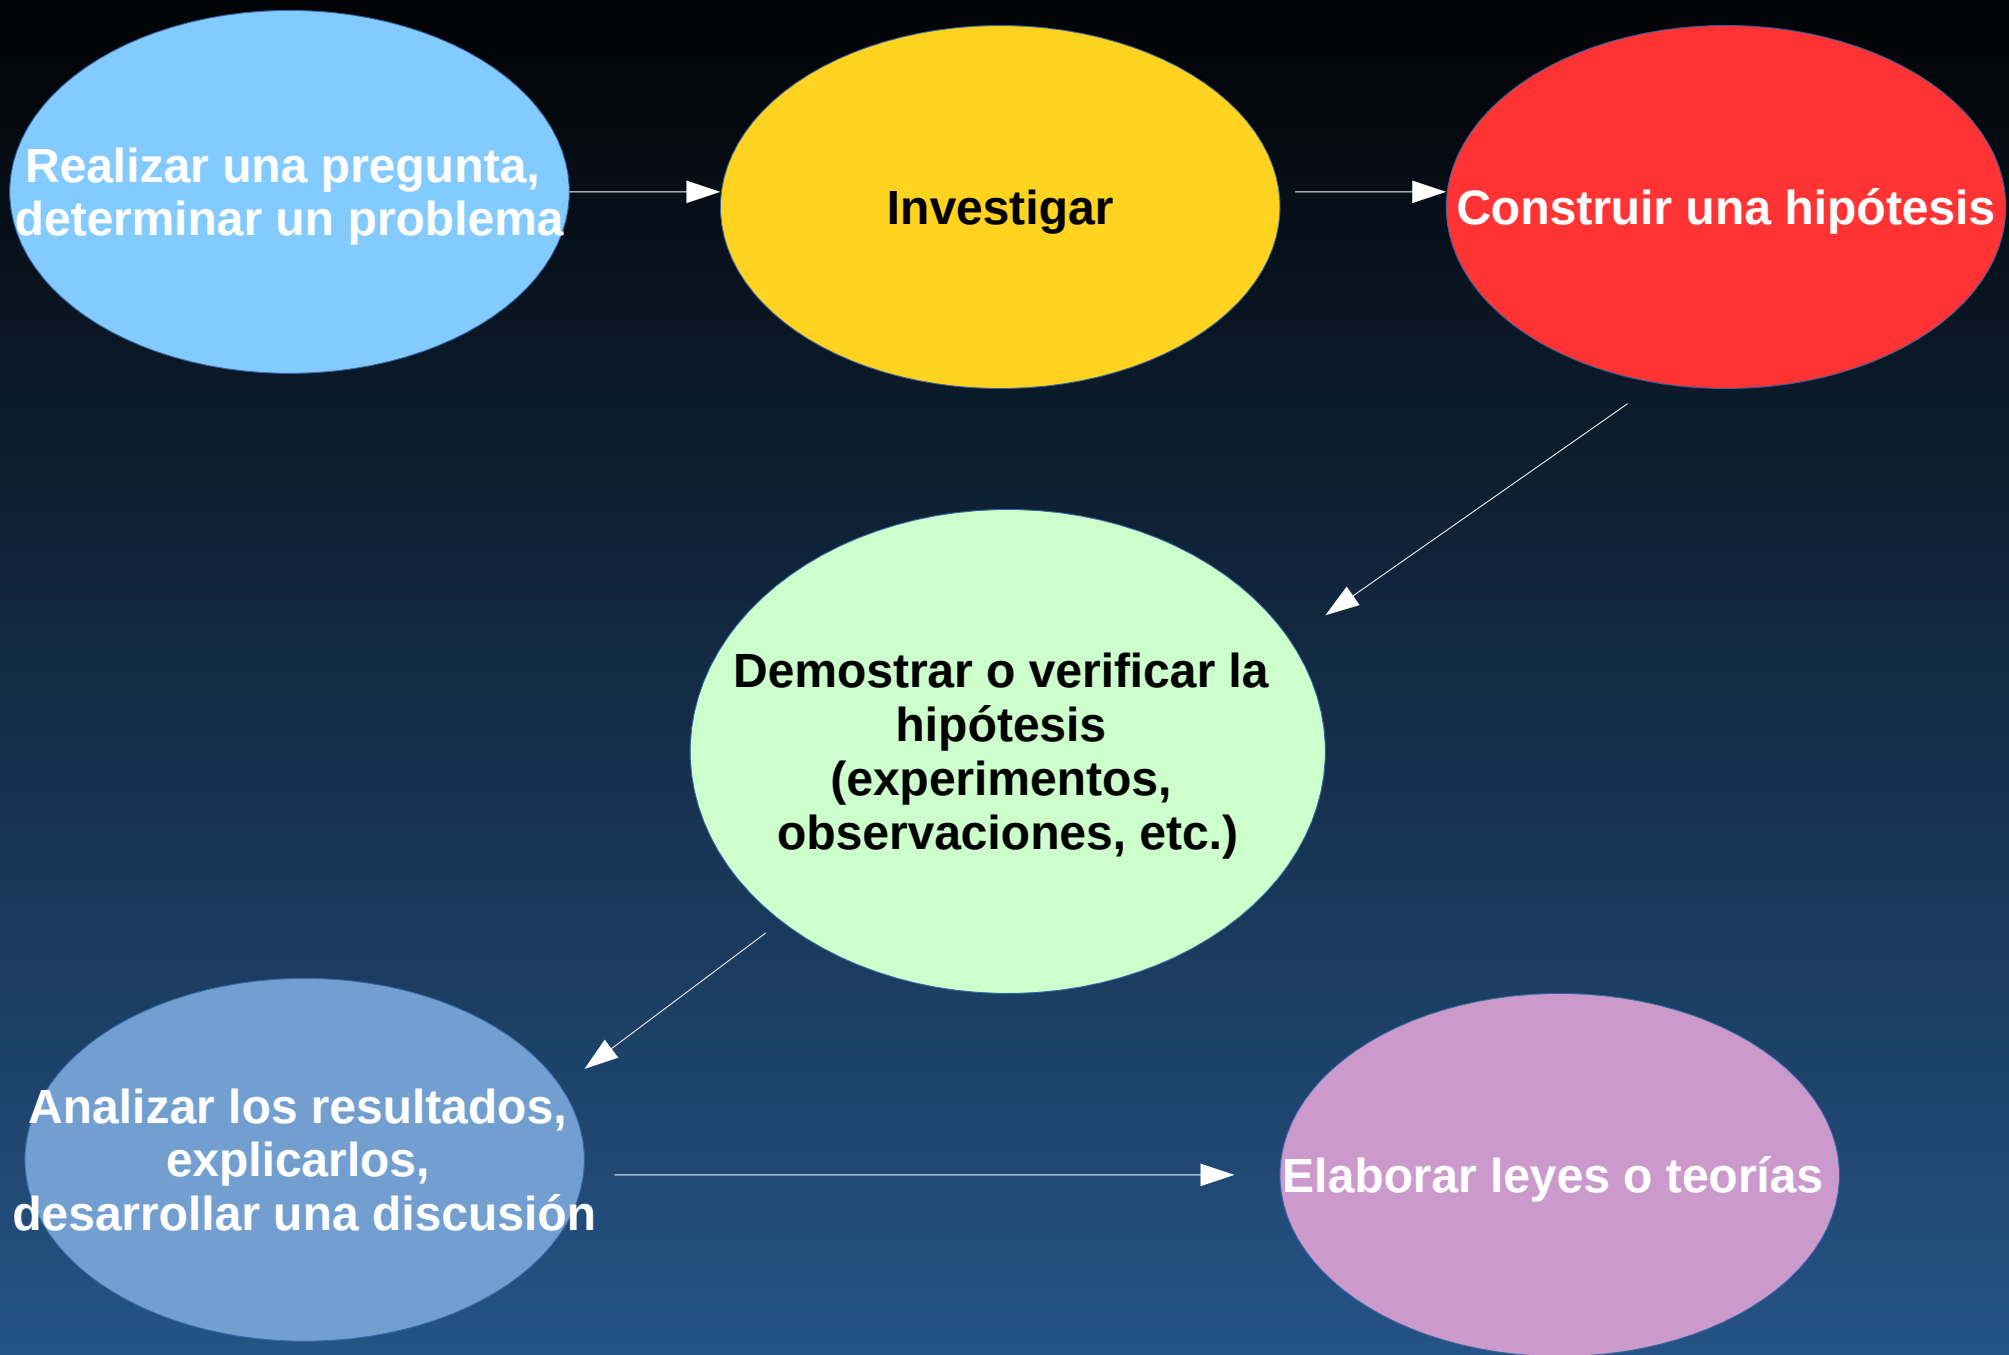 Realizar una pregunta,
determinar un problema
Investigar
Construir una hipótesis
Demostrar o verificar la
hipótesis
(experimentos,
observaciones, etc.)
Analizar los resultados,
explicarlos,
desarrollar una discusión
Elaborar leyes o teorías